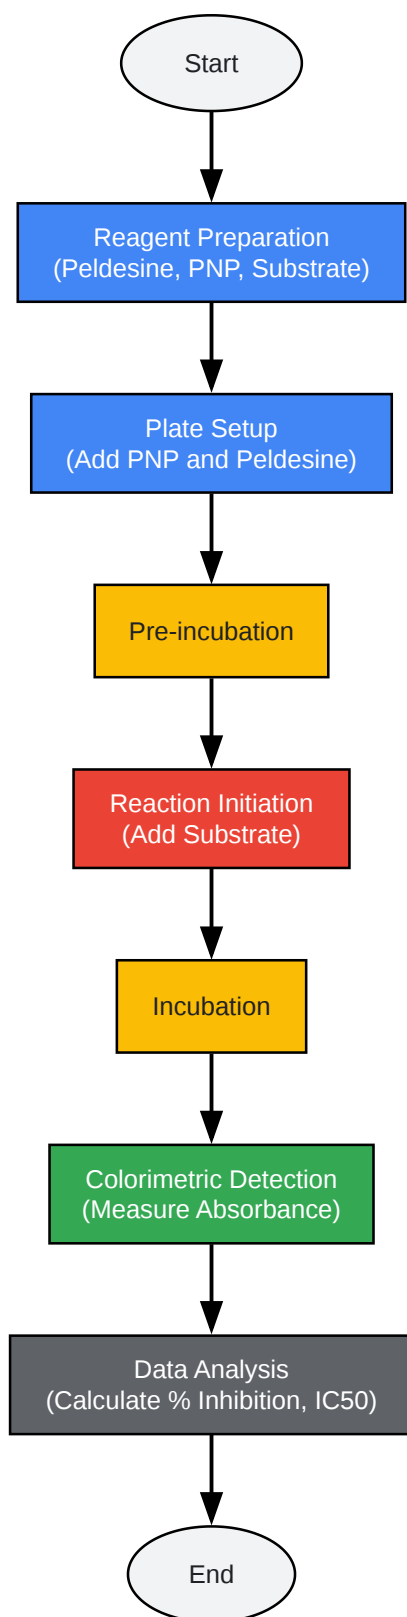 Start
Reagent Preparation
(Peldesine, PNP, Substrate)
Plate Setup
(Add PNP and Peldesine)
Pre-incubation
Reaction Initiation
(Add Substrate)
Incubation
Colorimetric Detection
(Measure Absorbance)
Data Analysis
(Calculate % Inhibition, IC50)
End